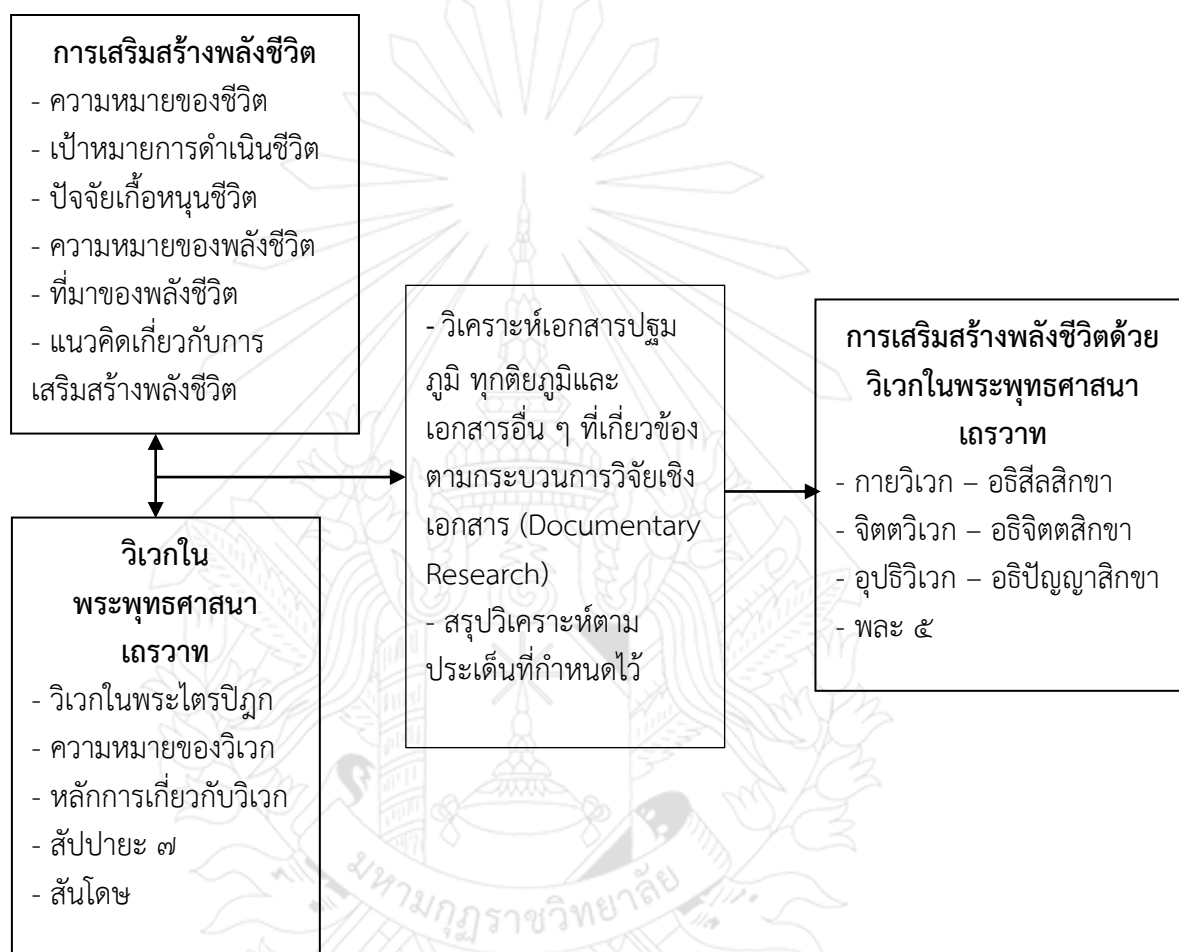 การเสริมสร้างพลังชีวิต
- ความหมายของชีวิต
- เป้าหมายการดำเนินชีวิต
- ปัจจัยเกื้อหนุนชีวิต
- ความหมายของพลังชีวิต
- ที่มาของพลังชีวิต
- แนวคิดเกี่ยวกับการ
เสริมสร้างพลังชีวิต
วิเวกใน
พระพุทธศาสนา
เถรวาท
- วิเวกในพระไตรปิฎก
- ความหมายของวิเวก
- หลักการเกี่ยวกับวิเวก
- สัปปายะ ๗
- สันโดษ
- วิเคราะห์เอกสารปฐม
ภูมิ ทุกติยภูมิและ
เอกสารอื่น ๆ ที่เกี่ยวข้อง
ตามกระบวนการวิจัยเชิง
เอกสาร (Documentary
Research)
- สรุปวิเคราะห์ตาม
ประเด็นที่กำหนดไว้
การเสริมสร้างพลังชีวิตด้วย
วิเวกในพระพุทธศาสนา
เถรวาท
- กายวิเวก – อธิสีลสิกขา
- จิตตวิเวก – อธิจิตตสิกขา
- อุปธิวิเวก – อธิปัญญาสิกขา
- พละ ๕
มหามกุฏราชวิทยาลัย